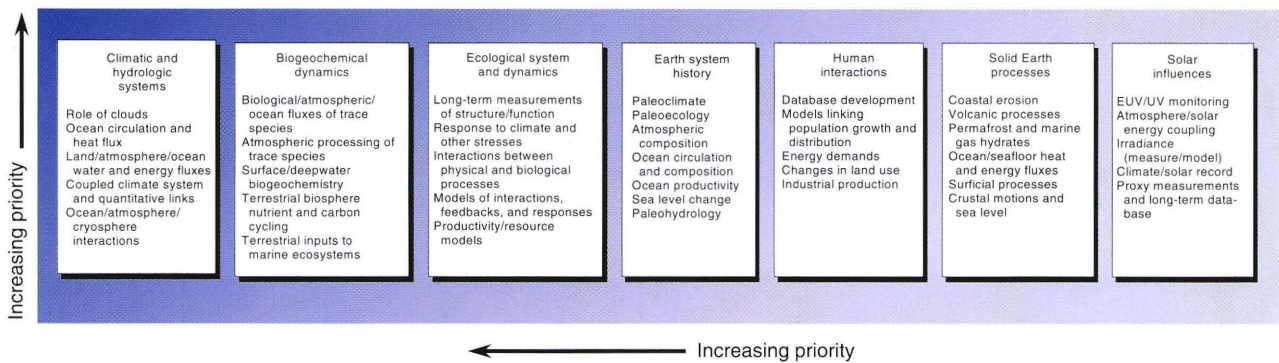 Increasing priority
Climatic and
hydrologic
systems
Role of clouds
Ocean circulation and
heat flux
Land/atmosphere/ocean
water and energy fluxes
Coupled climate system
and quantitative links
Ocean/atmosphere/
cryosphere
interactions
Biogeochemical
dynamics
Biological/atmospheric/
ocean fluxes of trace
species
Atmospheric processing of
trace species
Surface/deepwater
biogeochemistry
Terrestrial biosphere
nutrient and carbon
cycling
Terrestrial inputs to
marine ecosystems
Ecological system
and dynamics
Long-term measurements
of structure/function
Response to climate and
other stresses
Interactions between
physical and biological
processes
Models of interactions,
feedbacks, and responses
Productivity/resource
models
Earth system
history
Paleoclimate
Paleoecology
Atmospheric
composition
Ocean circulation
and composition
Ocean productivity
Sea level change
Paleohydrology
Human
interactions
Database development
Models linking
population growth and
distribution
Energy demands
Changes in land use
Industrial production
Solid Earth
processes
Coastal erosion
Volcanic processes
Permafrost and marine
gas hydrates
Ocean/seafloor heat
and energy fluxes
Surficial processes
Crustal motions and
sea level
Solar
influences
EUV/UV monitoring
Atmosphere/solar
energy coupling
Irradiance
(measure/model)
Climate/solar record
Proxy measurements
and long-term data-
base
Increasing priority